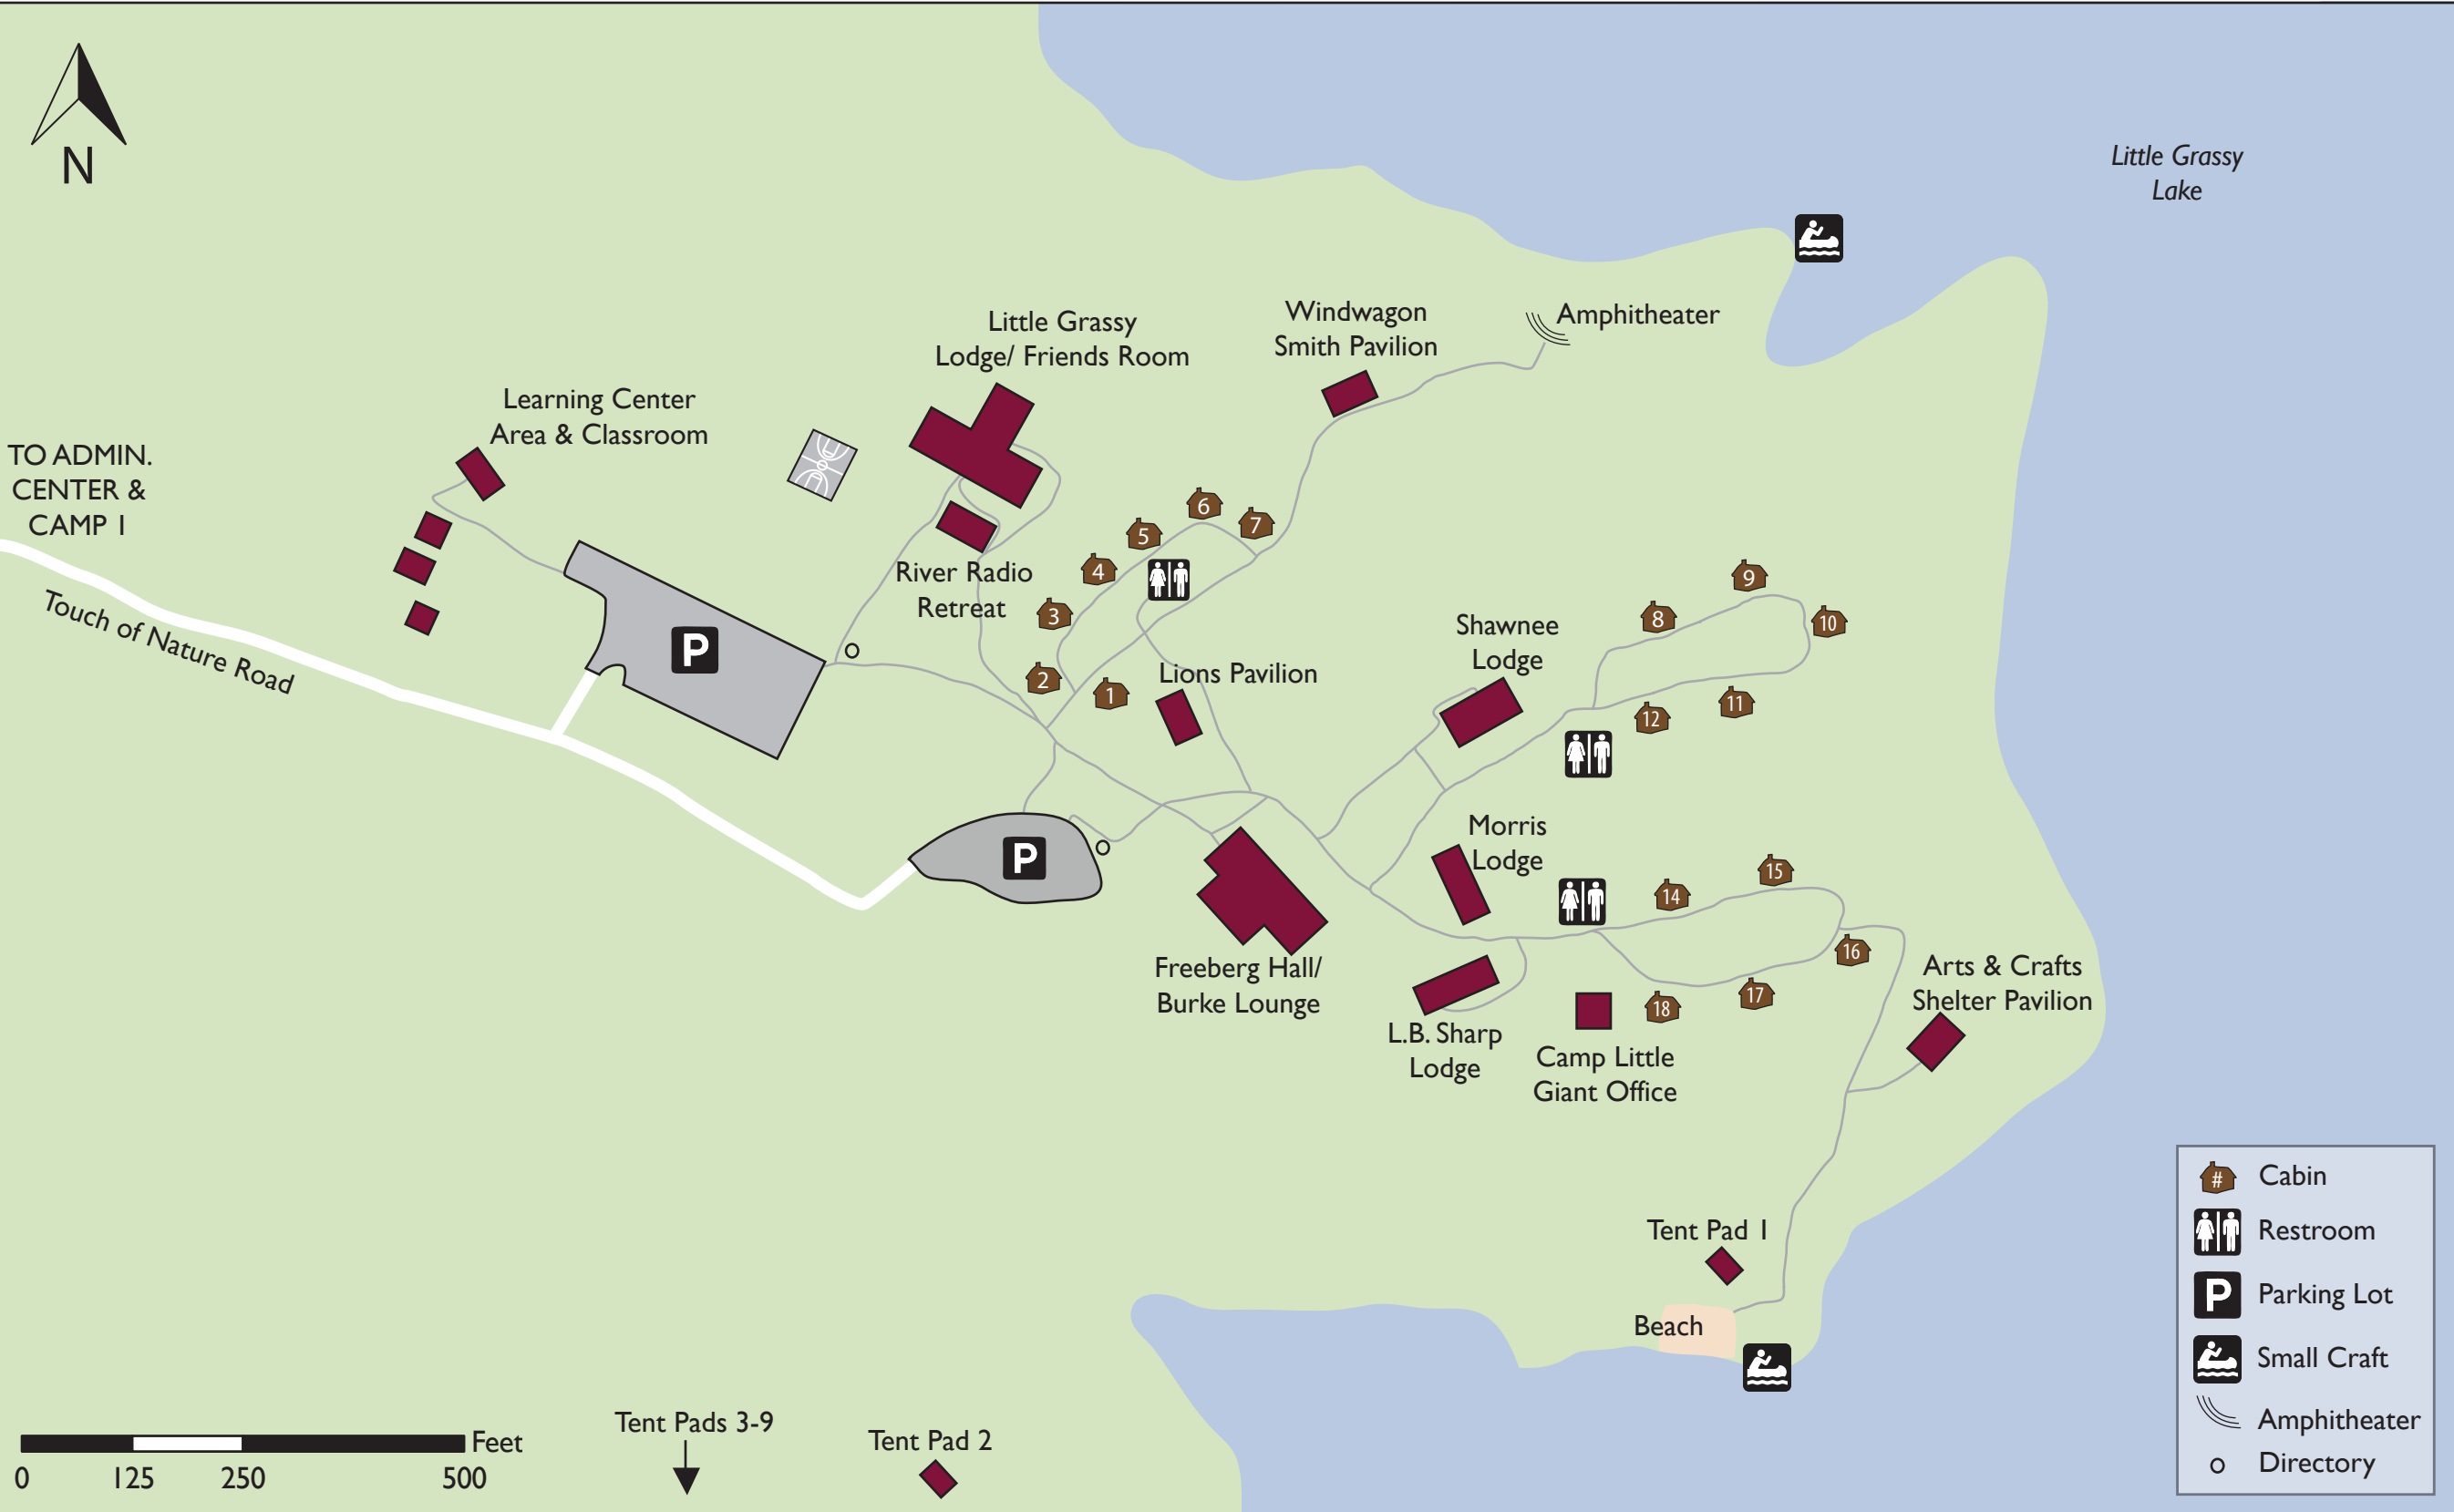 N
Little Grassy
Lake
Windwagon
Smith Pavilion
Amphitheater
Little Grassy
Lodge/ Friends Room
Learning Center
Area & Classroom
TO ADMIN.
CENTER &
CAMP 1
Touch of Nature Road
P
River Radio
Retreat
1
2
3
4
5
6
7
Lions Pavilion
Shawnee
Lodge
8
9
10
11
12
P
Freeberg Hall/
Burke Lounge
Morris
Lodge
14
15
16
17
18
L.B. Sharp
Lodge
Camp Little
Giant Office
Arts & Crafts
Shelter Pavilion
Tent Pad 1
Beach
Tent Pads 3-9
Tent Pad 2
Feet
0 125 250 500
# Cabin
Restroom
P Parking Lot
Small Craft
Amphitheater
Directory